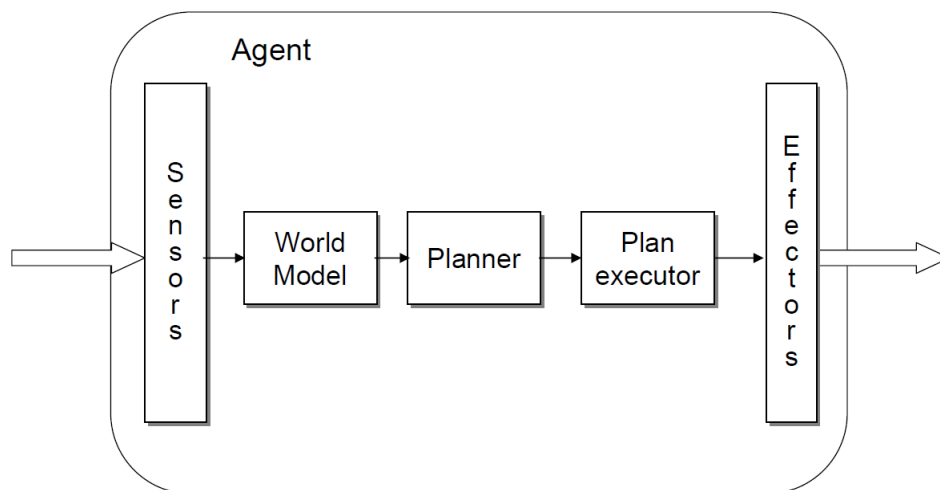 Agent
Sensors
World
Model
Planner
Plan
executor
Effectors